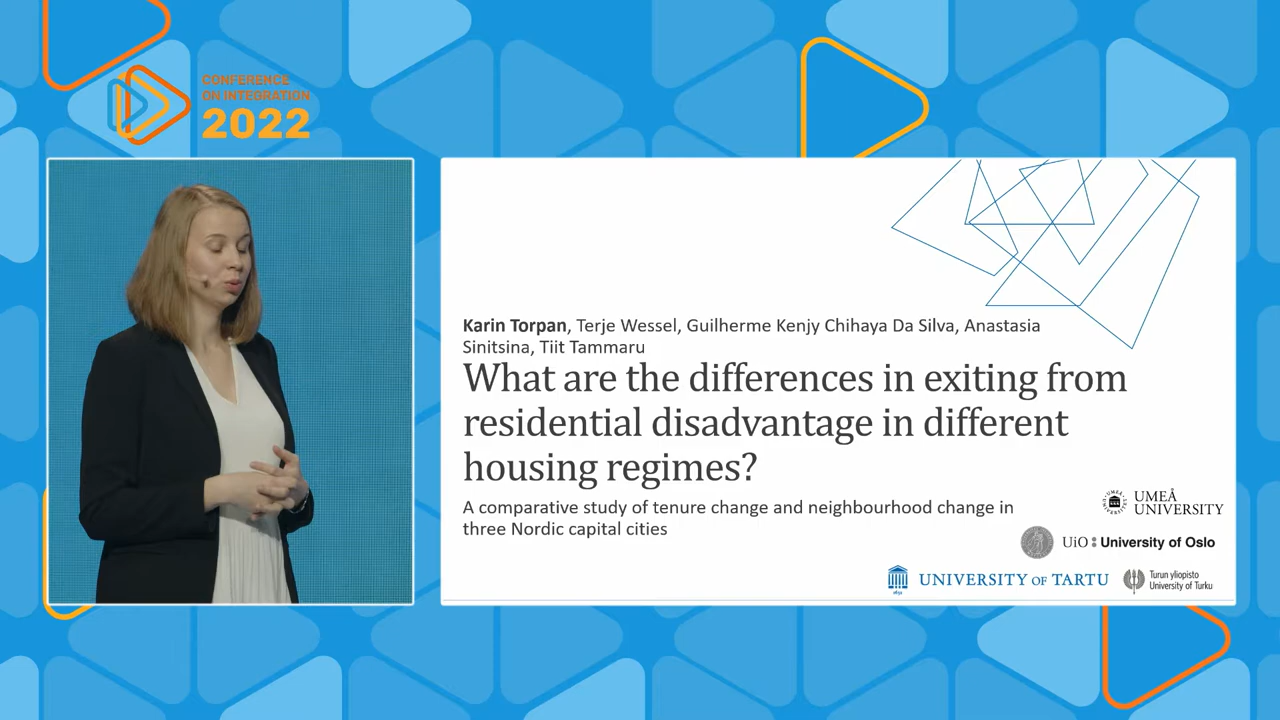 CONFERENCE
ON INTEGRATION
2022
Karin Torpan, Terje Wessel, Guilherme Kenjy Chihaya Da Silva, Anastasia
Sinitsina, Tiit Tammaru
What are the differences in exiting from
residential disadvantage in different
housing regimes?
A comparative study of tenure change and neighbourhood change in
three Nordic capital cities
UMEÅ
UNIVERSITY
UiO : University of Oslo
UNIVERSITY OF TARTU
Turun yliopisto
University of Turku